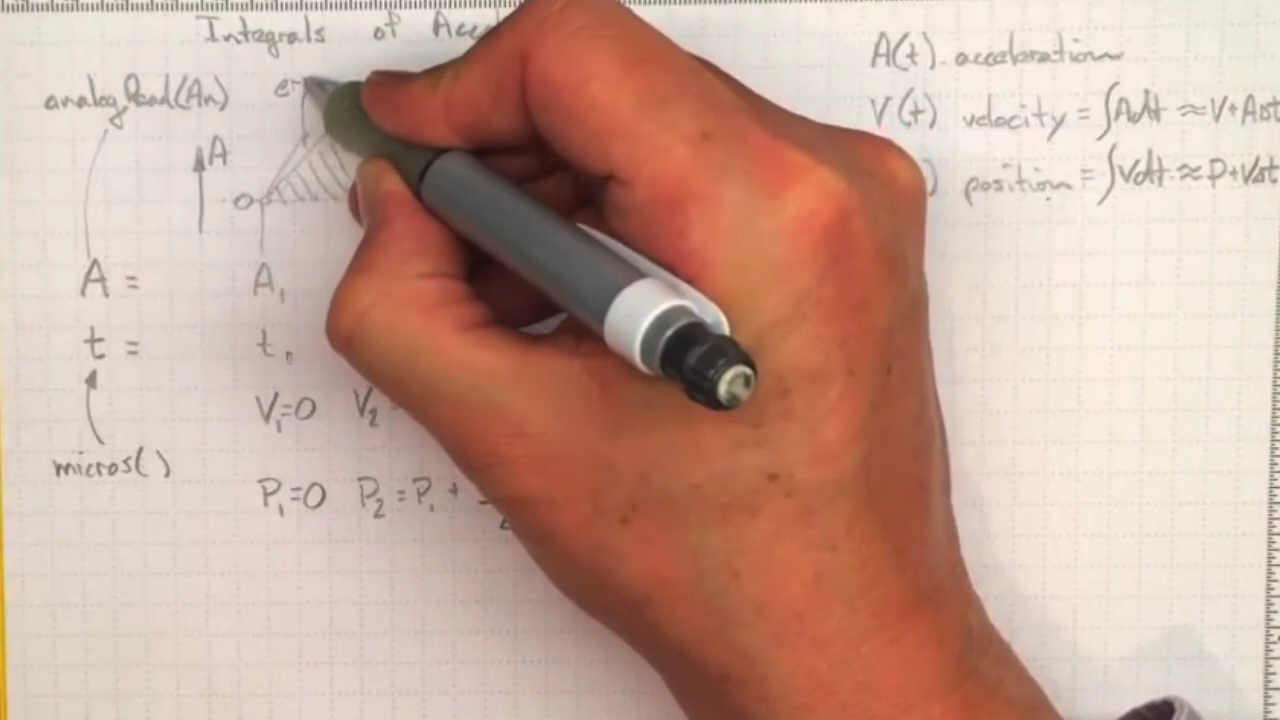 Integrals of Acc
A(t) acceleration
analogRead(An) e
V(t) velocity = ∫Adt ≈ V+AΔt
A
) position = ∫Vdt ≈ P+VΔt
0
A = A₁
t =
V₁=0 V₂
micros()
P₁=0 P₂ = P₁ +